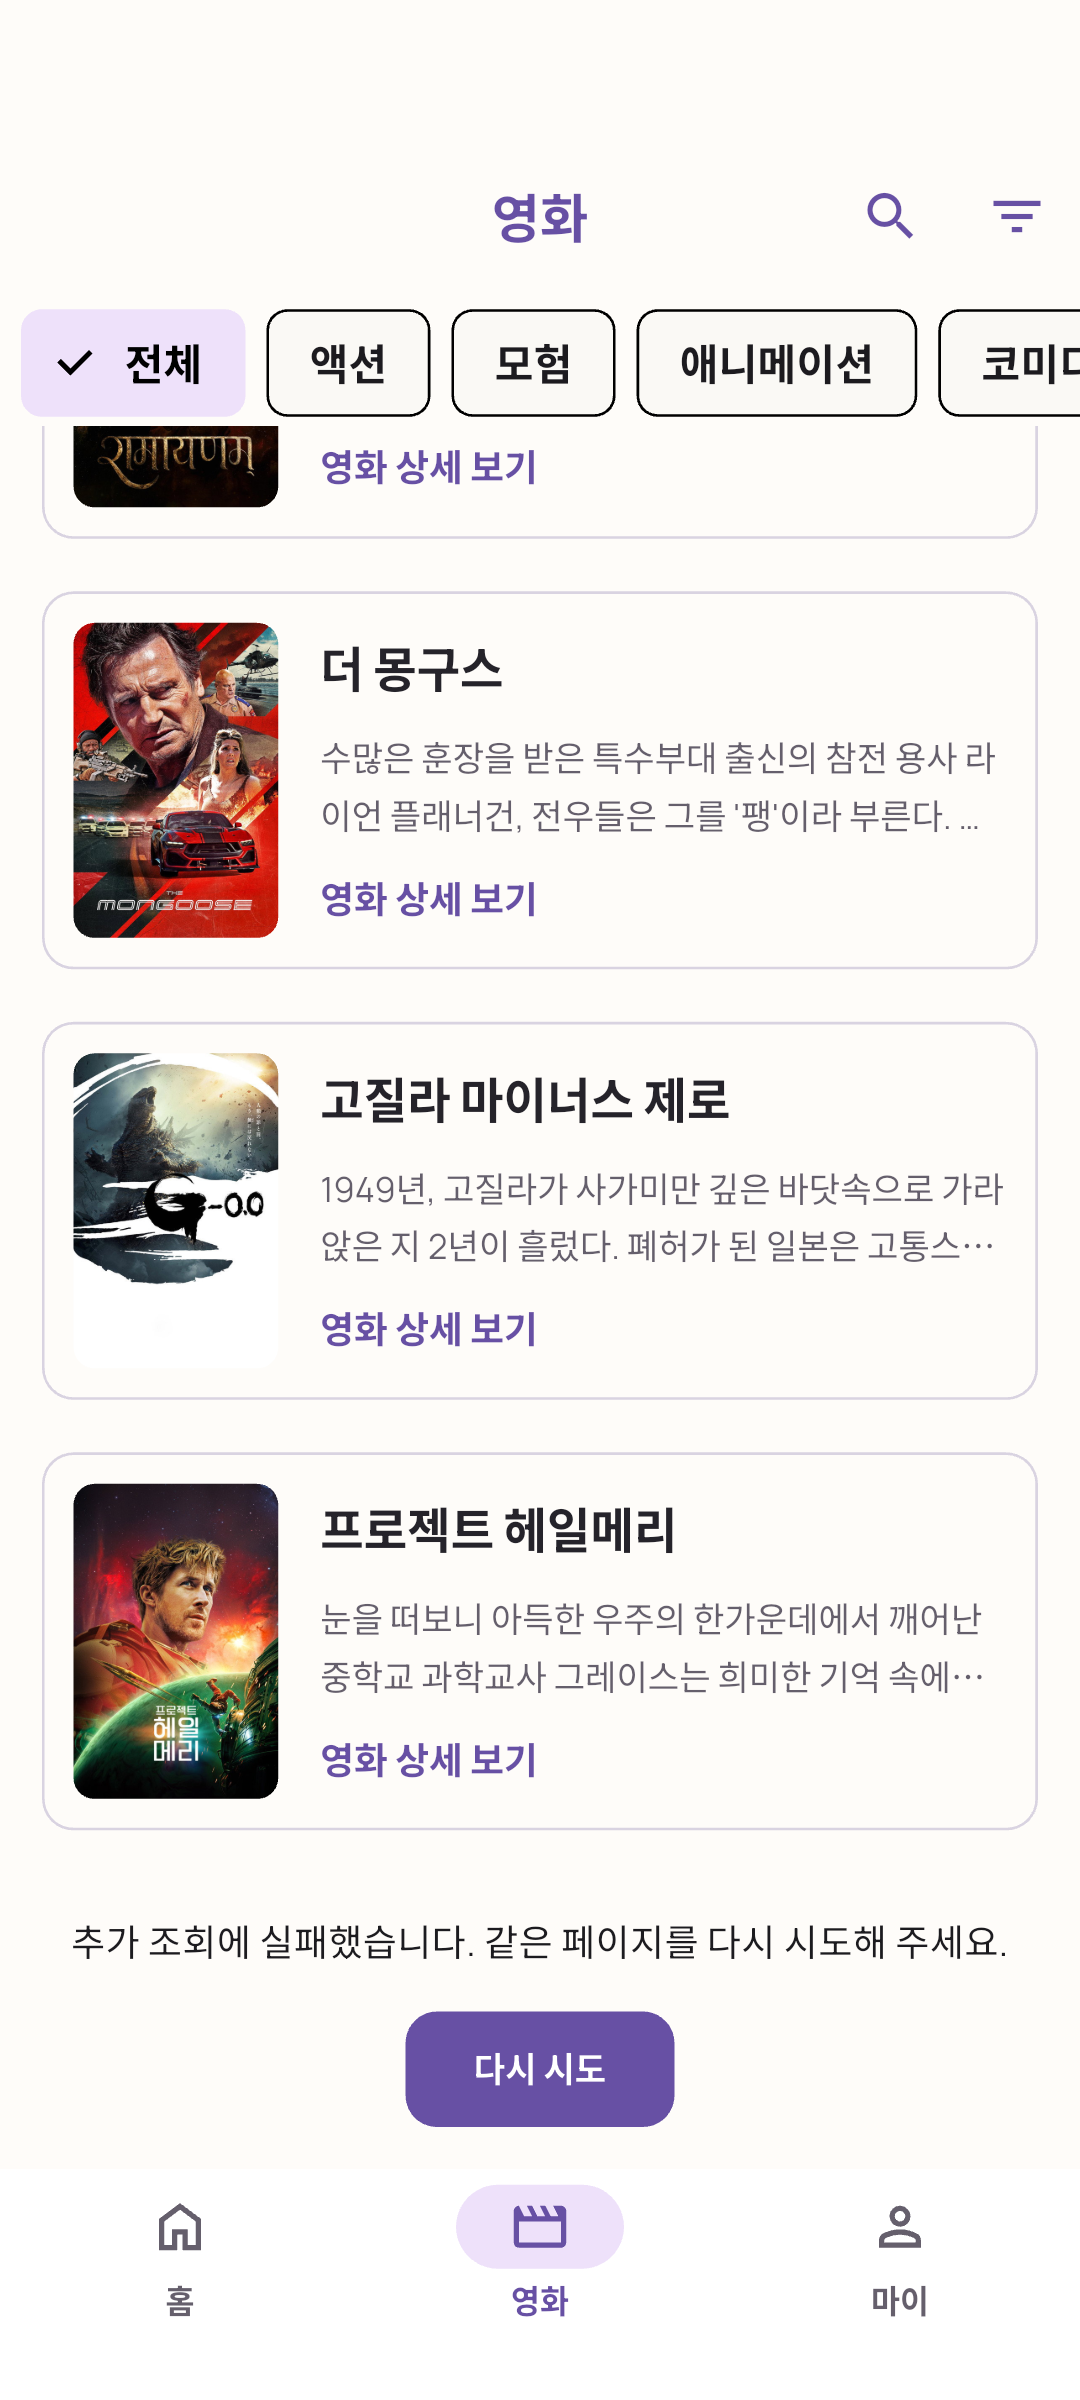 영화
전체
액션
모험
애니메이션
코미
रामायणम्
영화 상세 보기
더 몽구스
수많은 훈장을 받은 특수부대 출신의 참전 용사 라
이언 플래너건, 전우들은 그를 '팽'이라 부른다. ...
영화 상세 보기
THE
MONGOOSE
고질라 마이너스 제로
1949년, 고질라가 사가미만 깊은 바닷속으로 가라
앉은 지 2년이 흘렀다. 폐허가 된 일본은 고통스...
영화 상세 보기
G-0.0
프로젝트 헤일메리
눈을 떠보니 아득한 우주의 한가운데에서 깨어난
중학교 과학교사 그레이스는 희미한 기억 속에...
영화 상세 보기
프로젝트
헤일
메리
추가 조회에 실패했습니다. 같은 페이지를 다시 시도해 주세요.
다시 시도
홈
영화
마이